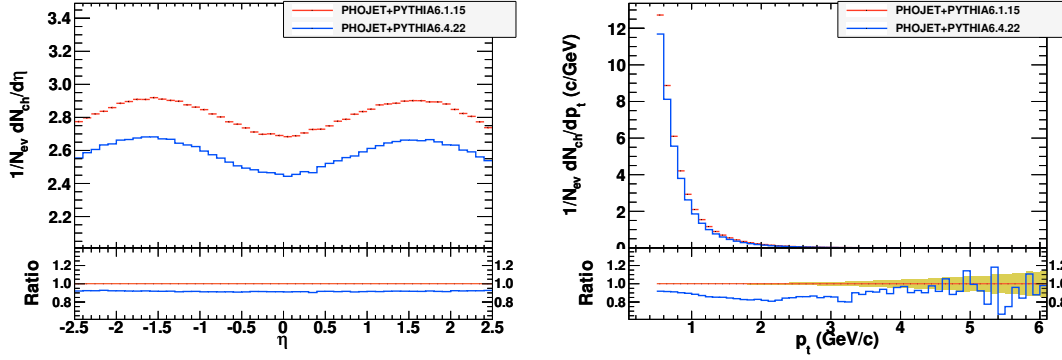 PHOJET+PYTHIA6.1.15
PHOJET+PYTHIA6.4.22
1/N_ev dN_ch/dη
3.4
3.2
3.0
2.8
2.6
2.4
2.2
Ratio
1.2
1.0
0.8
1.2
1.0
0.8
-2.5 -2 -1.5 -1 -0.5 0 0.5 1 1.5 2 2.5
η
PHOJET+PYTHIA6.1.15
PHOJET+PYTHIA6.4.22
1/N_ev dN_ch/dp_t (c/GeV)
12
10
8
6
4
2
0
Ratio
1.2
1.0
0.8
1.2
1.0
0.8
1 2 3 4 5 6
p_t (GeV/c)